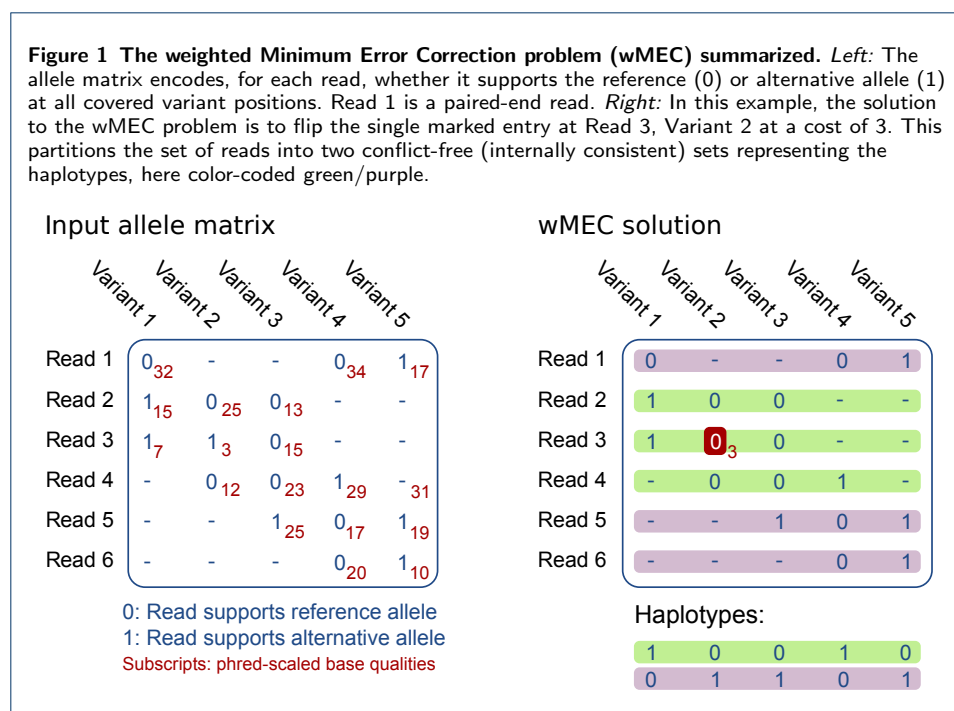 Figure 1 The weighted Minimum Error Correction problem (wMEC) summarized. Left: The
allele matrix encodes, for each read, whether it supports the reference (0) or alternative allele (1)
at all covered variant positions. Read 1 is a paired-end read. Right: In this example, the solution
to the wMEC problem is to flip the single marked entry at Read 3, Variant 2 at a cost of 3. This
partitions the set of reads into two conflict-free (internally consistent) sets representing the
haplotypes, here color-coded green/purple.
Input allele matrix
Variant 1 Variant 2 Variant 3 Variant 4 Variant 5
Read 1 0 32 - - 0 34 1 17
Read 2 1 15 0 25 0 13 - -
Read 3 1 7 1 3 0 15 - -
Read 4 - 0 12 0 23 1 29 - 31
Read 5 - - 1 25 0 17 1 19
Read 6 - - - 0 20 1 10
0: Read supports reference allele
1: Read supports alternative allele
Subscripts: phred-scaled base qualities
wMEC solution
Variant 1 Variant 2 Variant 3 Variant 4 Variant 5
Read 1 0 - - 0 1
Read 2 1 0 0 - -
Read 3 1 0 3 0 - -
Read 4 - 0 0 1 -
Read 5 - - 1 0 1
Read 6 - - - 0 1
Haplotypes:
1 0 0 1 0
0 1 1 0 1